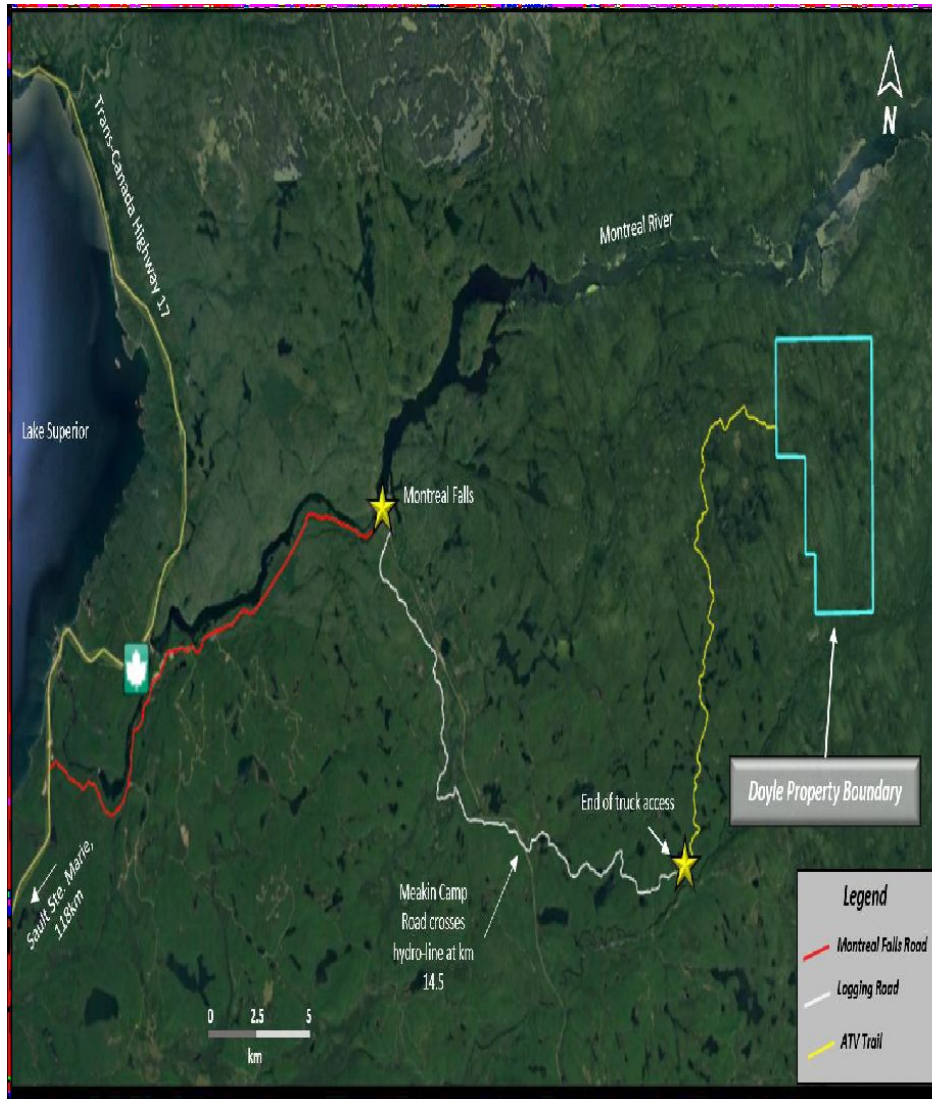 Trans-Canada Highway 17
N
Montreal River
Lake Superior
Montreal Falls
End of truck access
Doyle Property Boundary
Sault Ste. Marie,
118km
Meakin Camp
Road crosses
hydro-line at km
14.5
0 2.5 5
km
Legend
Montreal Falls Road
Logging Road
ATV Trail